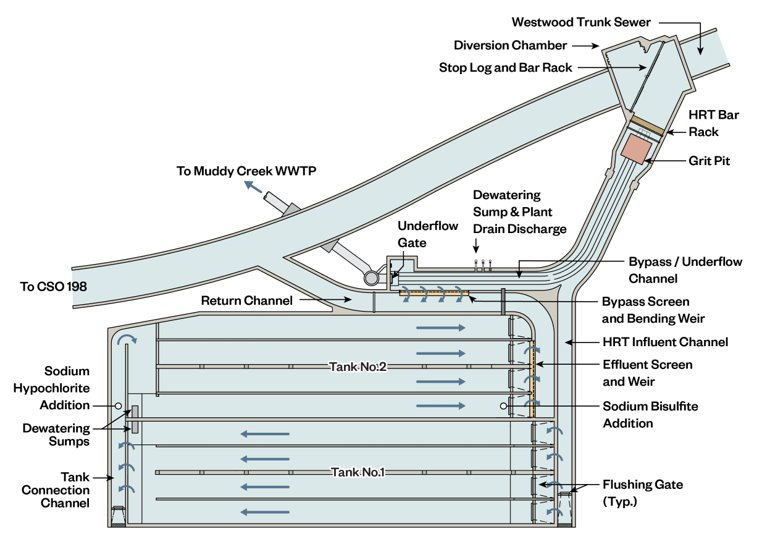 Westwood Trunk Sewer
Diversion Chamber
Stop Log and Bar Rack
HRT Bar
Rack
Grit Pit
To Muddy Creek WWTP
Dewatering
Sump & Plant
Drain Discharge
Underflow
Gate
Bypass / Underflow
Channel
To CSO 198
Return Channel
Bypass Screen
and Bending Weir
HRT Influent Channel
Tank No:2
Effluent Screen
and Weir
Sodium
Hypochlorite
Addition
Sodium Bisulfite
Addition
Dewatering
Sumps
Tank No.1
Tank
Connection
Channel
Flushing Gate
(Typ.)